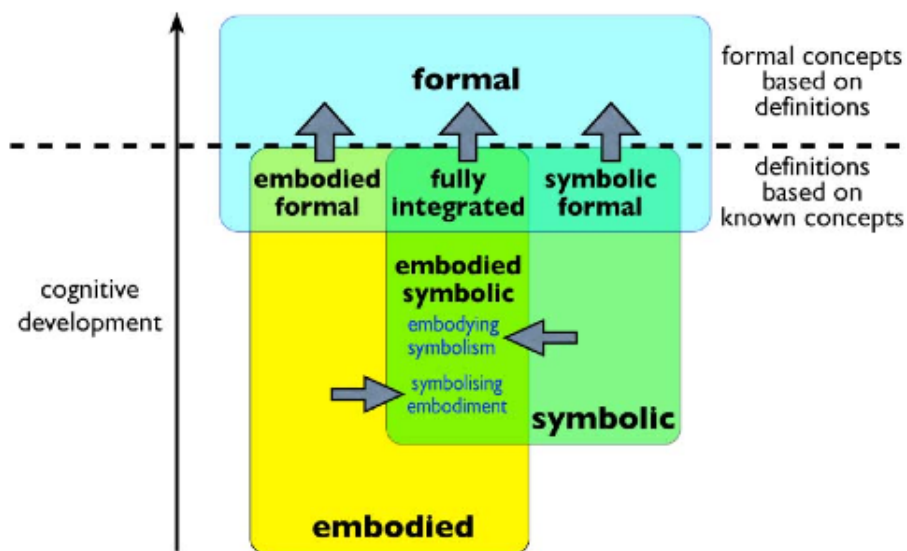 formal
formal concepts
based on
definitions
embodied
formal
fully
integrated
symbolic
formal
definitions
based on
known concepts
embodied
symbolic
embodying
symbolism
symbolising
embodiment
cognitive
development
symbolic
embodied